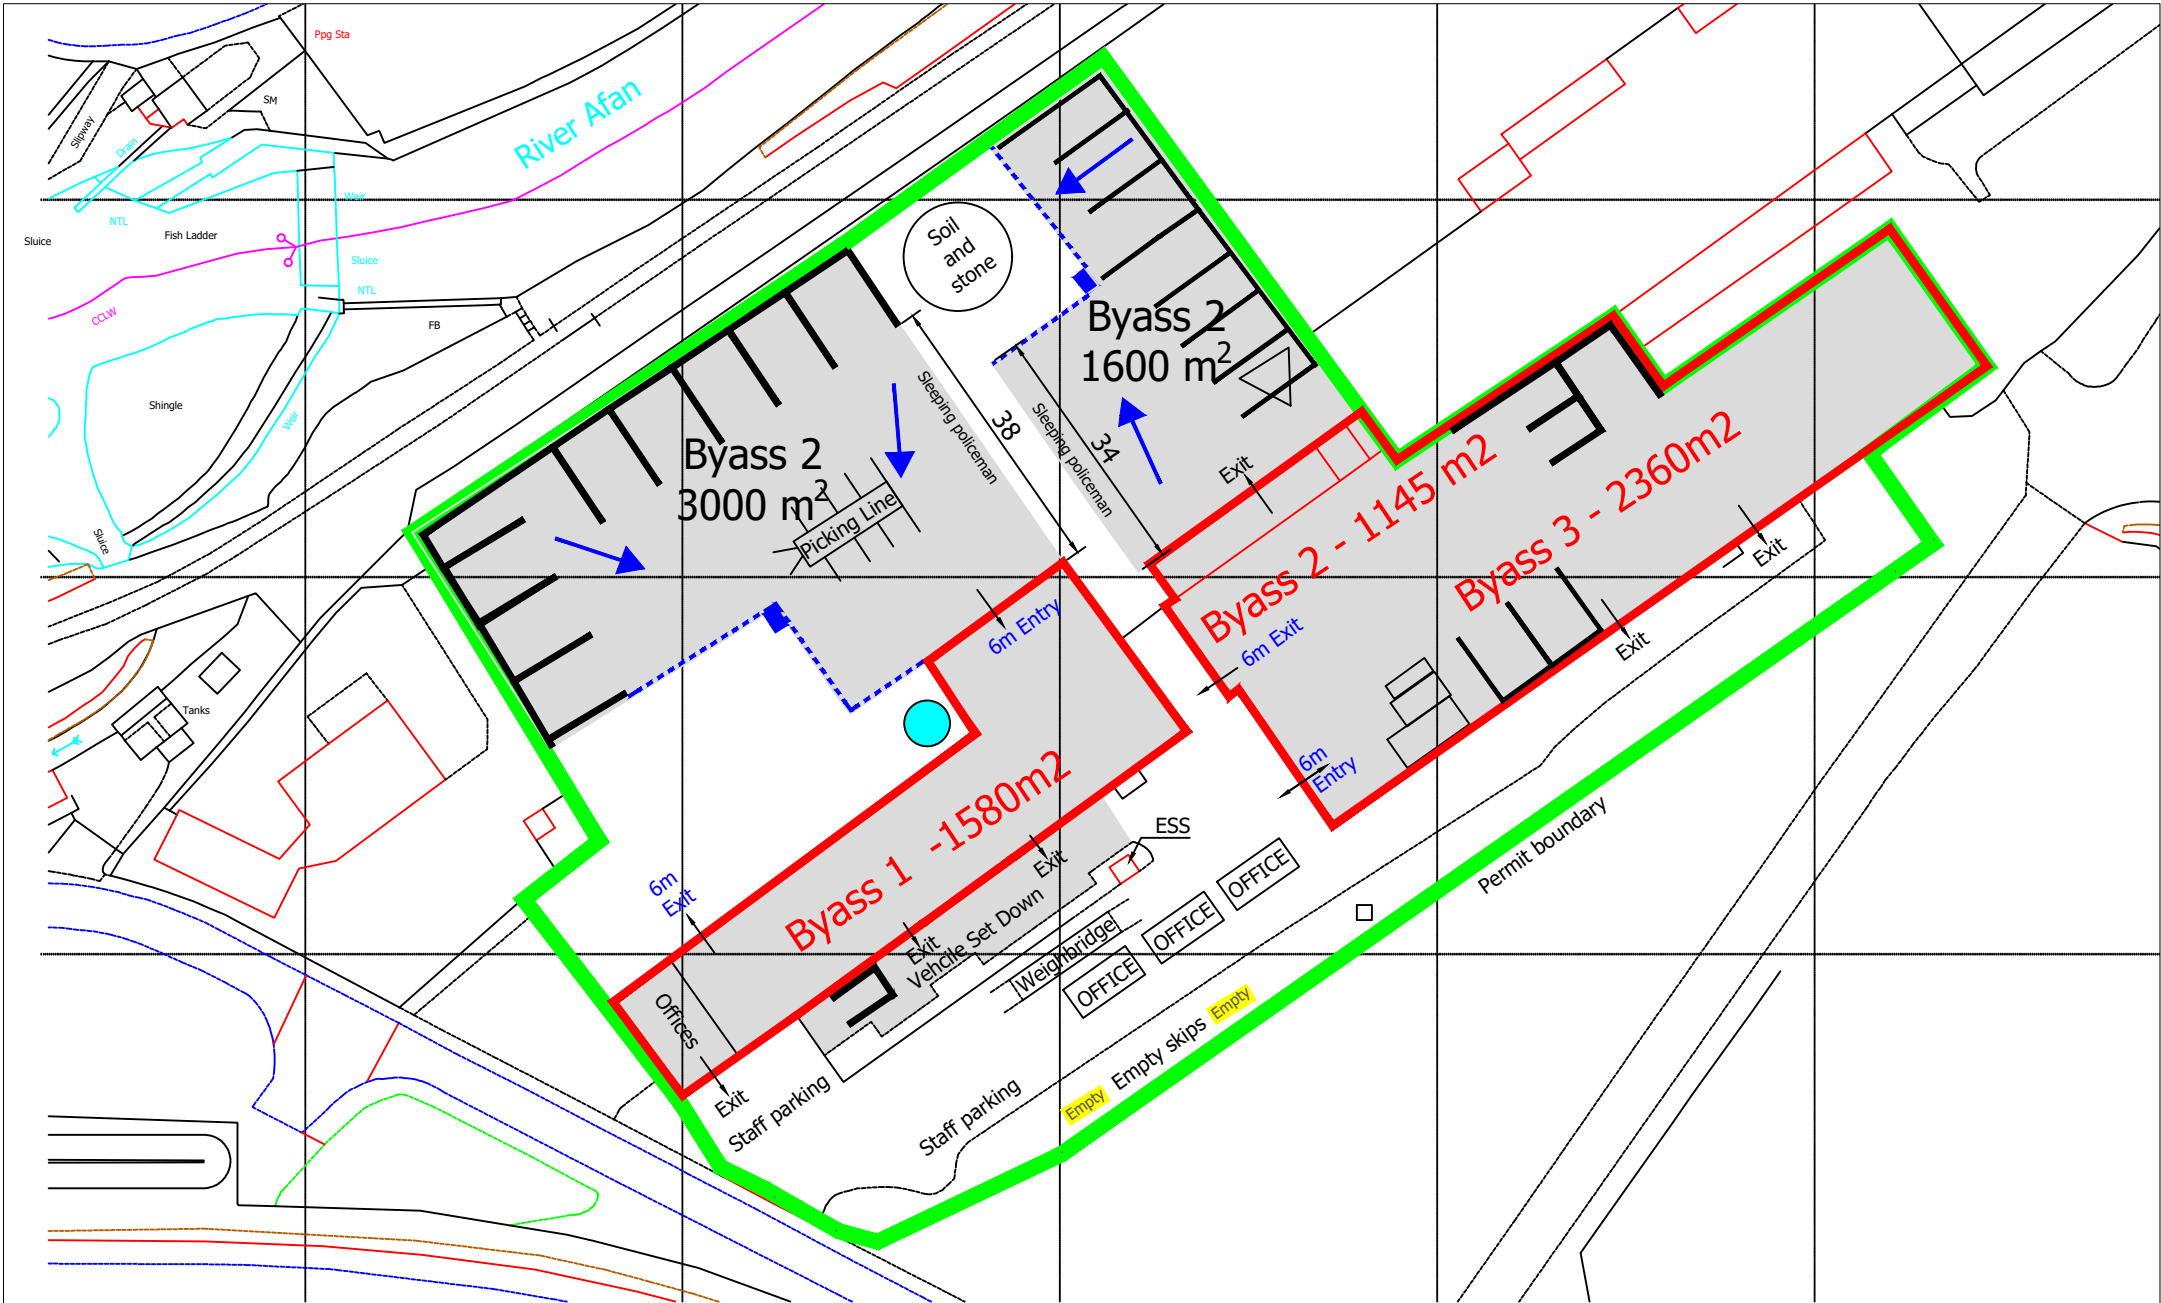 Ppg Sta
SM
Slipway
Drain
River Afan
Weir
NTL
Fish Ladder
Sluice
Sluice
NTL
CCLW
FB
Shingle
Weir
Sluice
Tanks
Soil
and
stone
Byass 2
1600 m2
Sleeping policeman
38
Sleeping policeman
34
Byass 2
3000 m2
Picking Line
Exit
Byass 2 - 1145 m2
Byass 3 - 2360m2
Exit
Exit
6m Entry
6m Exit
6m
Entry
Byass 1 -1580m2
ESS
Exit
6m
Exit
Exit
Vehcile Set Down
Weighbridge
OFFICE
OFFICE
OFFICE
Permit boundary
Offices
Exit
Staff parking
Staff parking
Empty
Empty skips
Empty